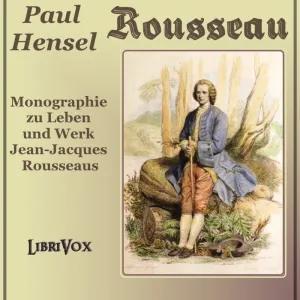 Paul
Hensel
Rousseau
Monographie
zu Leben
und Werk
Jean-Jacques
Rousseaus
LibriVox